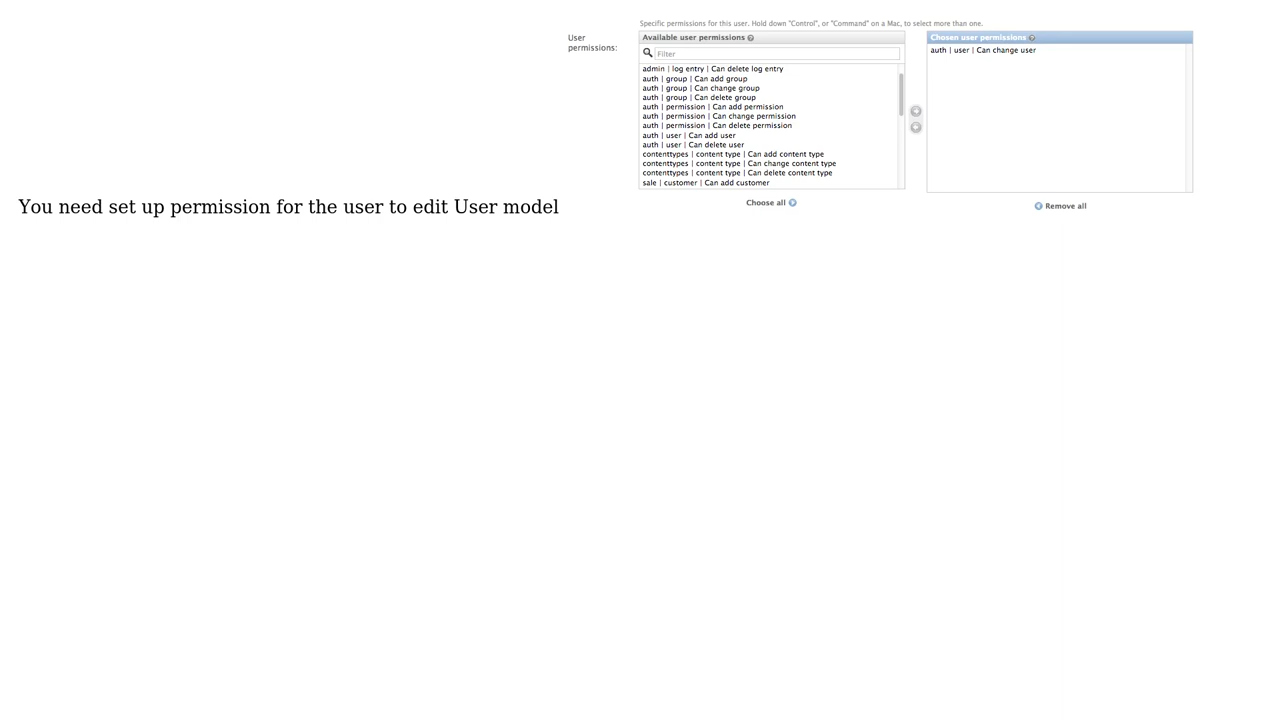 Specific permissions for this user. Hold down "Control", or "Command" on a Mac, to select more than one.
User
permissions:
Available user permissions
Filter
admin | log entry | Can delete log entry
auth | group | Can add group
auth | group | Can change group
auth | group | Can delete group
auth | permission | Can add permission
auth | permission | Can change permission
auth | permission | Can delete permission
auth | user | Can add user
auth | user | Can delete user
contenttypes | content type | Can add content type
contenttypes | content type | Can change content type
contenttypes | content type | Can delete content type
sale | customer | Can add customer
Choose all
Chosen user permissions
auth | user | Can change user
Remove all
You need set up permission for the user to edit User model